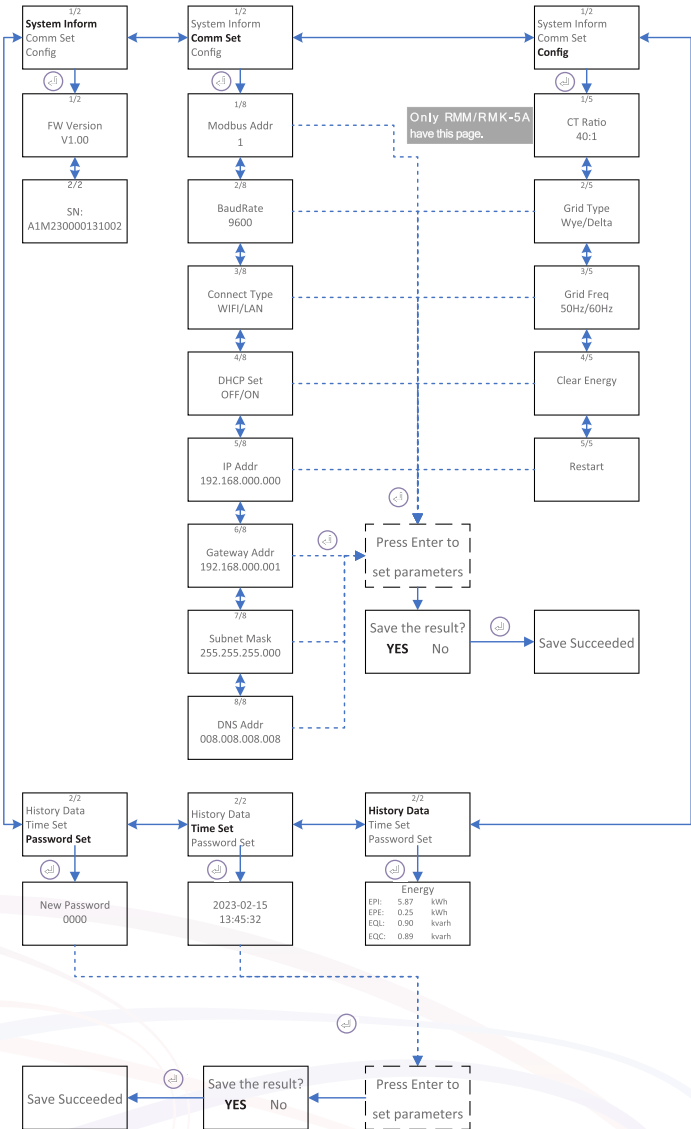 1/2
System Inform
Comm Set
Config
1/2
System Inform
Comm Set
Config
1/2
System Inform
Comm Set
Config
1/2
FW Version
V1.00
2/2
SN:
A1M230000131002
1/8
Modbus Addr
1
2/8
BaudRate
9600
3/8
Connect Type
WIFI/LAN
4/8
DHCP Set
OFF/ON
5/8
IP Addr
192.168.000.000
6/8
Gateway Addr
192.168.000.001
7/8
Subnet Mask
255.255.255.000
8/8
DNS Addr
008.008.008.008
Only RMM/RMK-5A
have this page.
1/5
CT Ratio
40:1
2/5
Grid Type
Wye/Delta
3/5
Grid Freq
50Hz/60Hz
4/5
Clear Energy
5/5
Restart
Press Enter to
set parameters
Save the result?
YES No
Save Succeeded
2/2
History Data
Time Set
Password Set
2/2
History Data
Time Set
Password Set
2/2
History Data
Time Set
Password Set
New Password
0000
2023-02-15
13:45:32
Energy
EPI: 5.87 kWh
EPE: 0.25 kWh
EQL: 0.90 kvarh
EQC: 0.89 kvarh
Save Succeeded
Save the result?
YES No
Press Enter to
set parameters